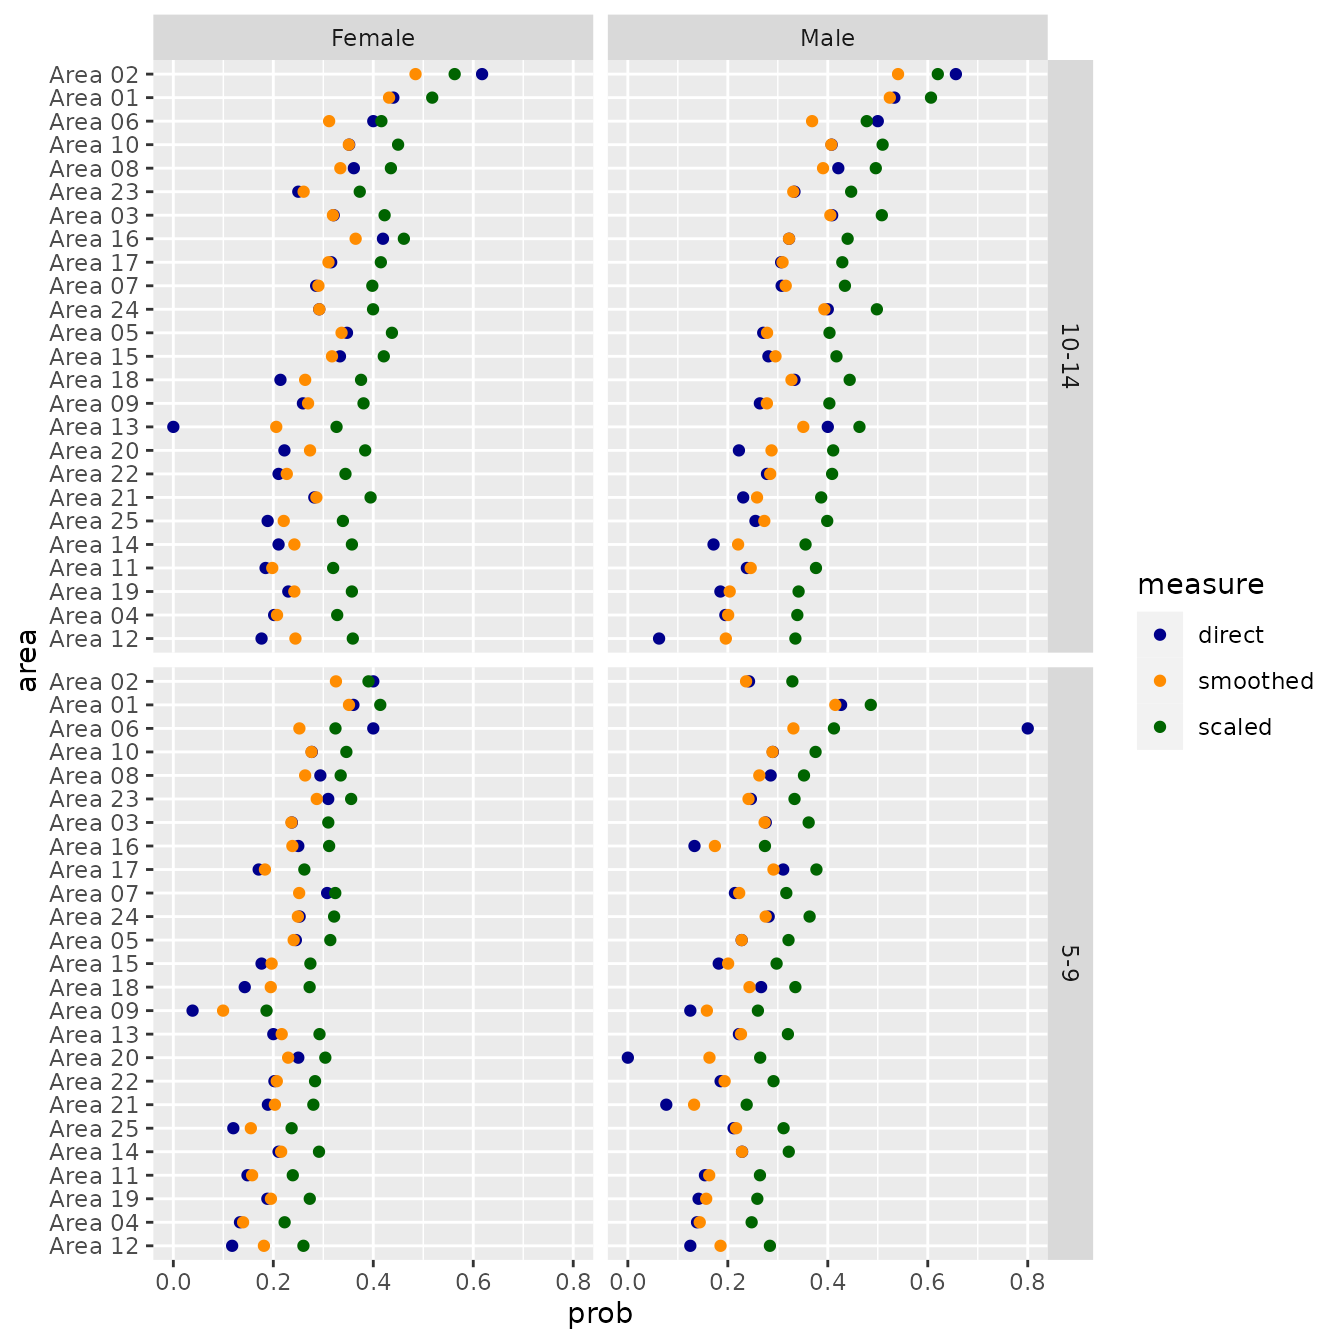 Female Male
Area 02
Area 01
Area 06
Area 10
Area 08
Area 23
Area 03
Area 16
Area 17
Area 07
Area 24
Area 05
Area 15
Area 18
Area 09
Area 13
Area 20
Area 22
Area 21
Area 25
Area 14
Area 11
Area 19
Area 04
Area 12
10-14
Area 02
Area 01
Area 06
Area 10
Area 08
Area 23
Area 03
Area 16
Area 17
Area 07
Area 24
Area 05
Area 15
Area 18
Area 09
Area 13
Area 20
Area 22
Area 21
Area 25
Area 14
Area 11
Area 19
Area 04
Area 12
5-9
area
0.0 0.2 0.4 0.6 0.8 0.0 0.2 0.4 0.6 0.8
prob
measure
direct
smoothed
scaled